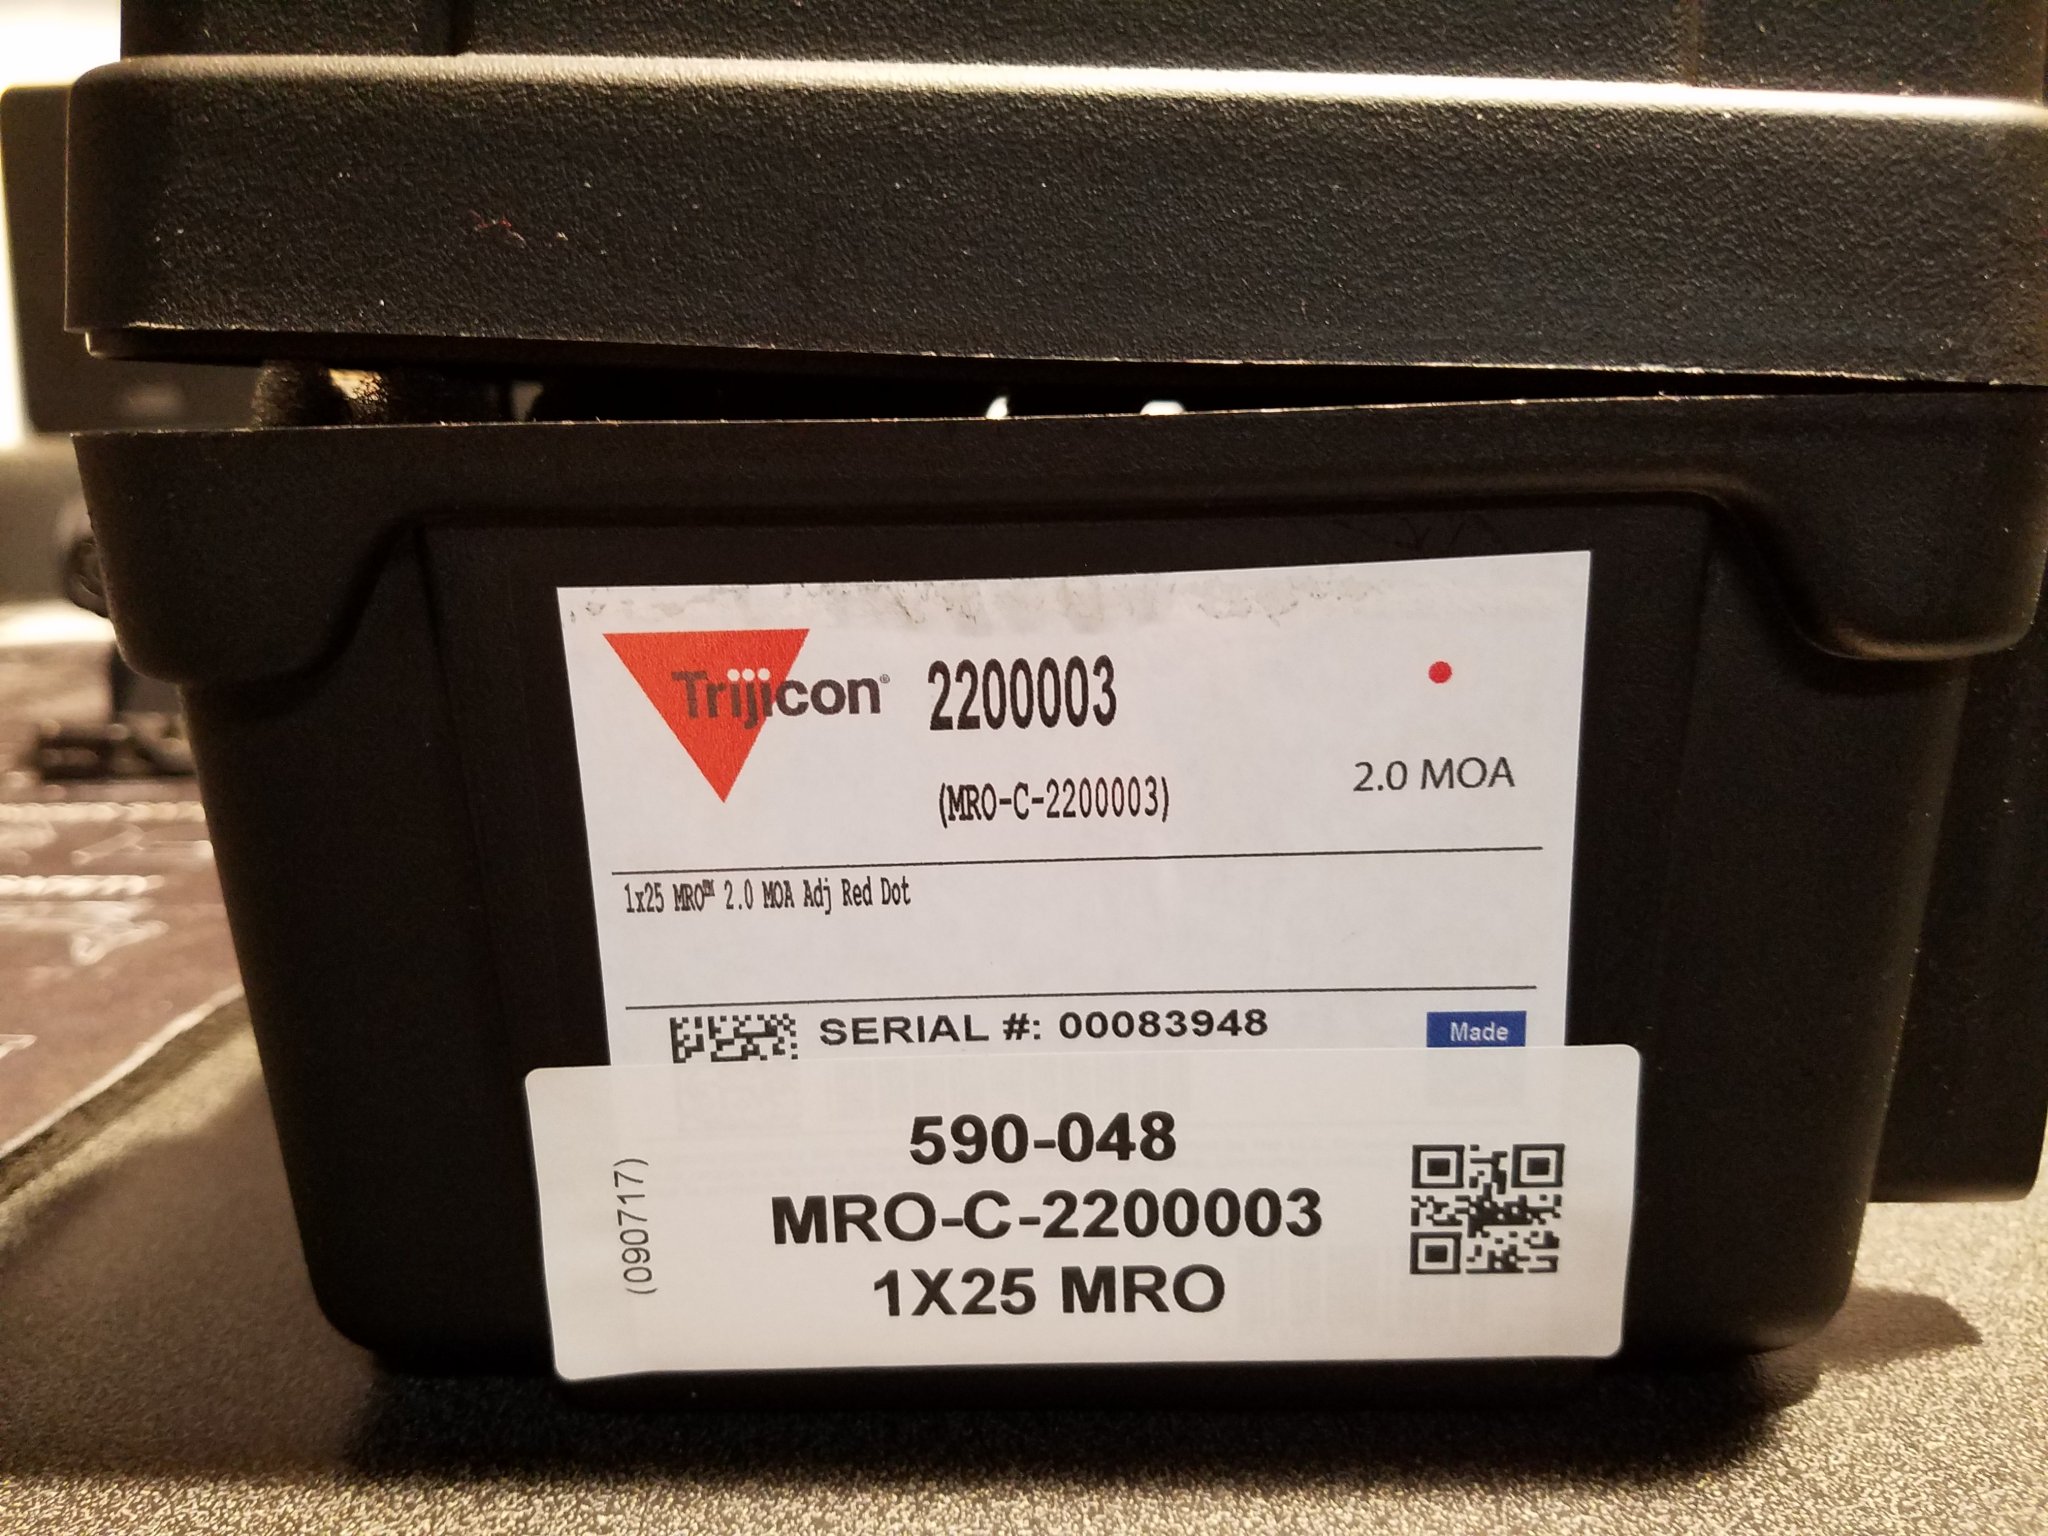 Trijicon®
2200003
(MRO-C-2200003)
2.0 MOA
1x25 MRO™ 2.0 MOA Adj Red Dot
SERIAL #: 00083948
Made
590-048
MRO-C-2200003
1X25 MRO
(090717)